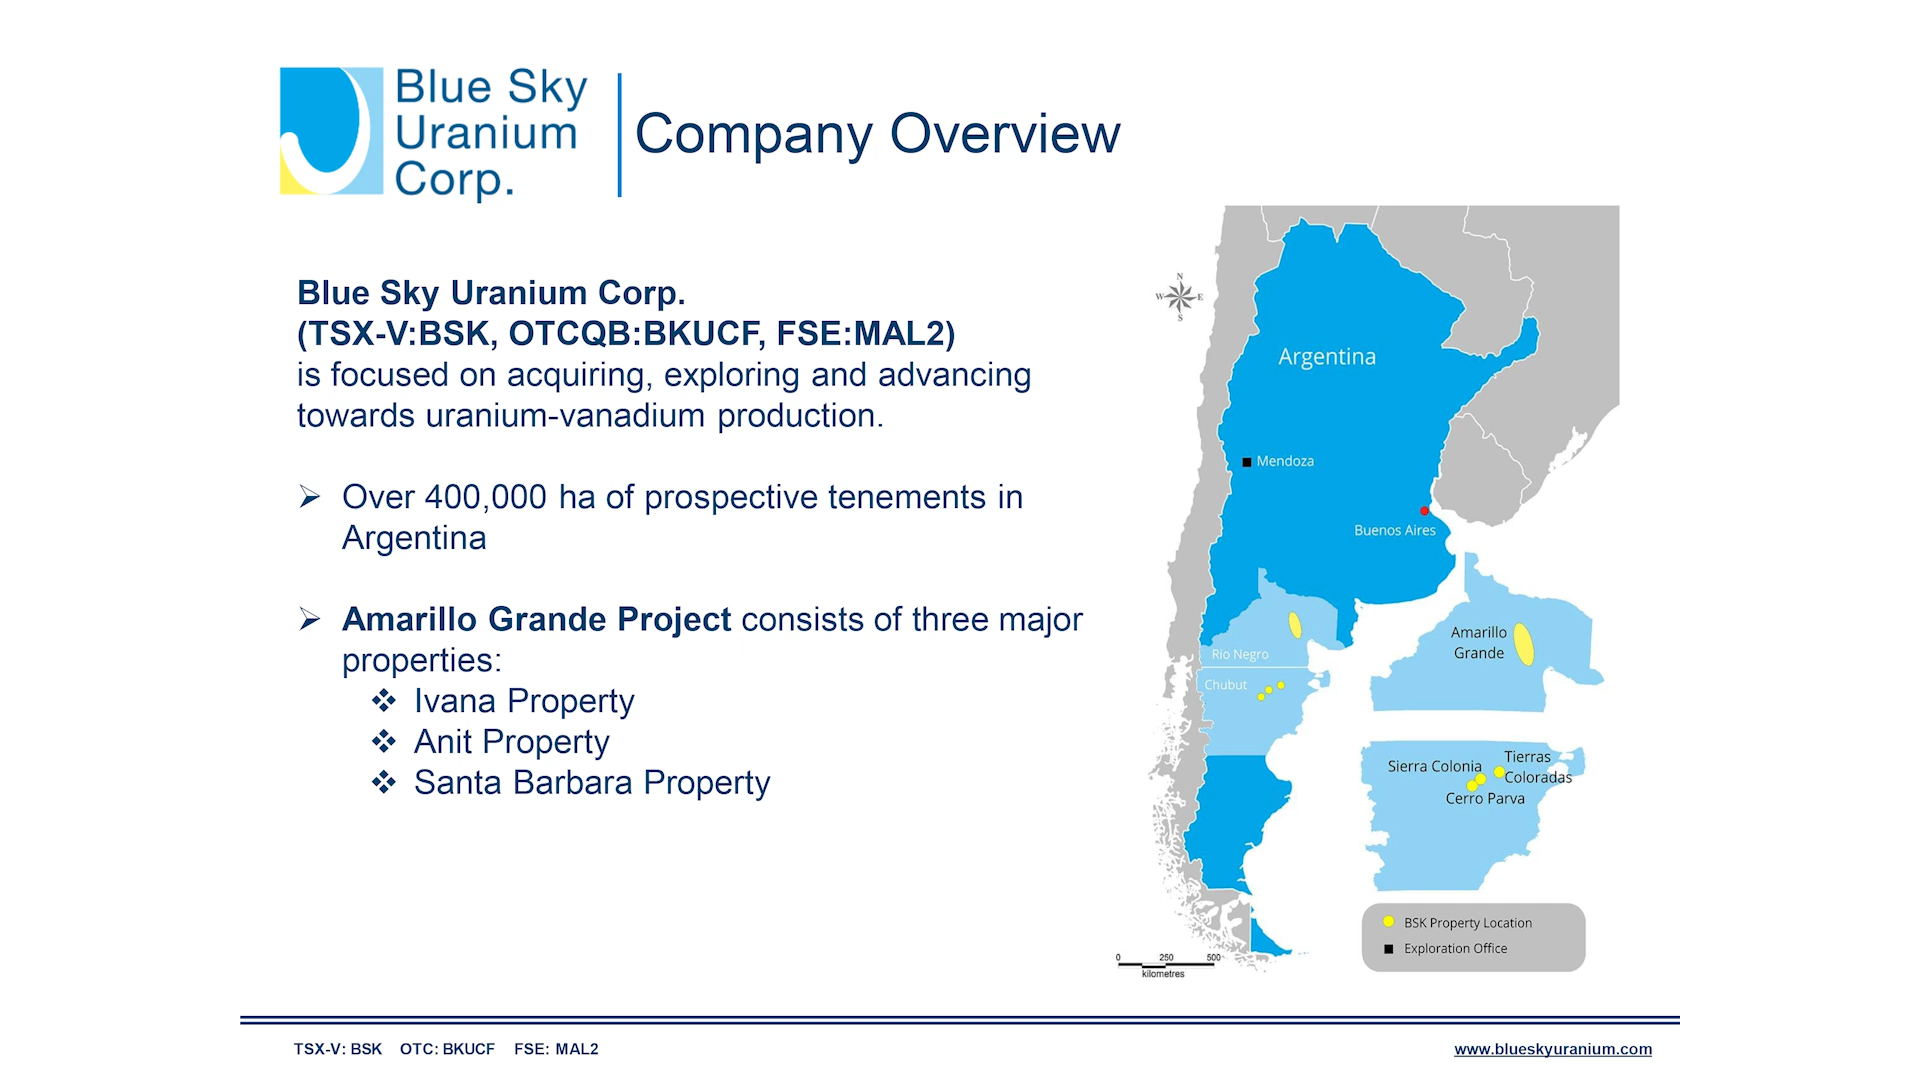 Blue Sky
Uranium
Corp.
Company Overview
Blue Sky Uranium Corp.
(TSX-V:BSK, OTCQB:BKUCF, FSE:MAL2)
is focused on acquiring, exploring and advancing
towards uranium-vanadium production.
Over 400,000 ha of prospective tenements in
Argentina
Amarillo Grande Project consists of three major
properties:
Ivana Property
Anit Property
Santa Barbara Property
N
W E
S
Argentina
Mendoza
Buenos Aires
Rio Negro
Chubut
Amarillo
Grande
Sierra Colonia
Tierras
Coloradas
Cerro Parva
BSK Property Location
Exploration Office
0 250 500
kilometres
TSX-V: BSK OTC: BKUCF FSE: MAL2
www.blueskyuranium.com